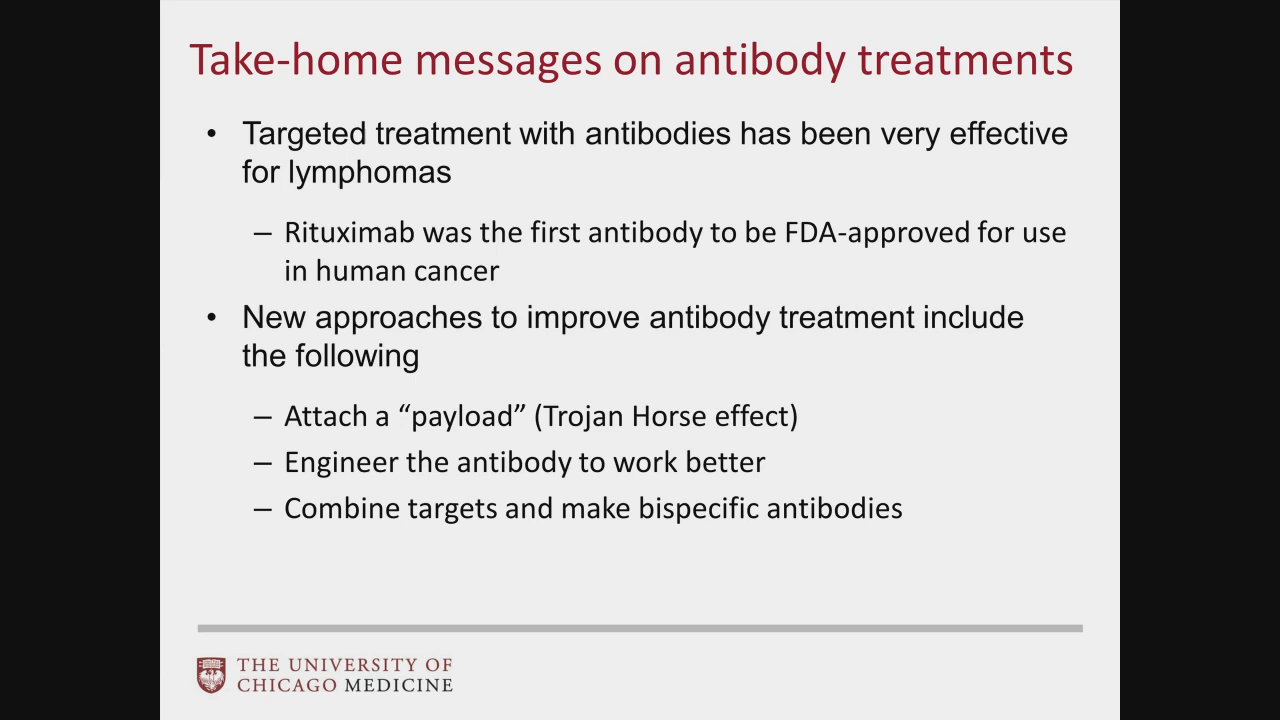 Take-home messages on antibody treatments
• Targeted treatment with antibodies has been very effective
for lymphomas
– Rituximab was the first antibody to be FDA-approved for use
in human cancer
• New approaches to improve antibody treatment include
the following
– Attach a “payload” (Trojan Horse effect)
– Engineer the antibody to work better
– Combine targets and make bispecific antibodies
THE UNIVERSITY OF
CHICAGO MEDICINE